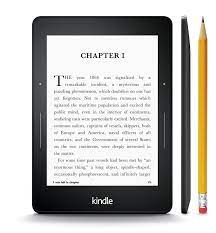 CHAPTER I
THE year 1866 was signalised by a
remarkable incident, a mysterious and
puzzling phenomenon, which doubtless no one has
yet forgotten. Not to mention rumours which
agitated the maritime population and excited the
public mind, even in the interior of continents,
seafaring men were particularly excited. Merchants,
common sailors, captains of vessels, skippers, both
of Europe and America, naval officers of all
countries, and the Governments of several States
on the two continents, were deeply interested in
the matter.
For some time past vessels had been met by "an
enormous thing," a long object, spindle-shaped,
occasionally phosphorescent, and infinitely larger
kindle